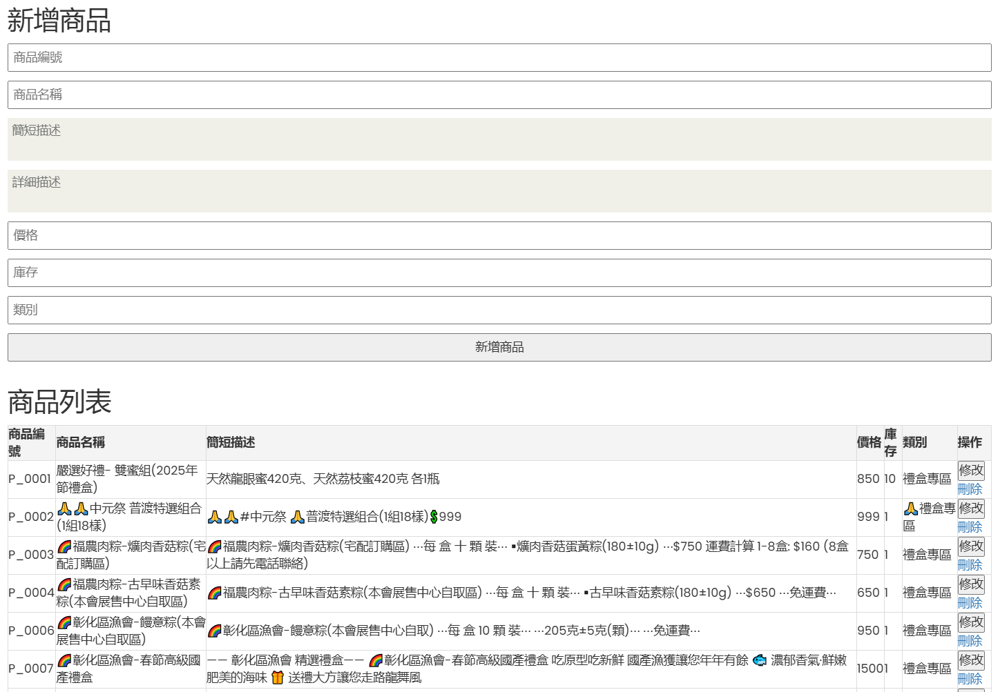 新增商品
商品編號
商品名稱
簡短描述
詳細描述
價格
庫存
類別
新增商品
商品列表
商品編
號
商品名稱
簡短描述
價格
庫
存
類別
操作
P_0001
嚴選好禮- 雙蜜組(2025年
節禮盒)
天然龍眼蜜420克、天然荔枝蜜420克 各1瓶
850
10
禮盒專區
修改
刪除
P_0002
🙏🙏中元祭 普渡特選組合
(1組18樣)
🙏🙏#中元祭 🙏普渡特選組合(1組18樣)💲999
999
1
🙏禮盒專
區
修改
刪除
P_0003
🌈福農肉粽-爌肉香菇粽(宅
配訂購區)
🌈福農肉粽-爌肉香菇粽(宅配訂購區) ⋯每 盒 十 顆 裝⋯ ▪爌肉香菇蛋黃粽(180±10g) ⋯$750 運費計算 1-8盒: $160 (8盒
以上請先電話聯絡)
750
1
禮盒專區
修改
刪除
P_0004
🌈福農肉粽-古早味香菇素
粽(本會展售中心自取區)
🌈福農肉粽-古早味香菇素粽(本會展售中心自取區) ⋯每 盒 十 顆 裝⋯ ▪古早味香菇素粽(180±10g) ⋯$650 ⋯免運費⋯
650
1
禮盒專區
修改
刪除
P_0006
🌈彰化區漁會-饅意粽(本會
展售中心自取區)
🌈彰化區漁會-饅意粽(本會展售中心自取) ⋯每 盒 10 顆 裝⋯ ⋯205克±5克(顆)⋯ ⋯免運費⋯
950
1
禮盒專區
修改
刪除
P_0007
🌈彰化區漁會-春節高級國
產禮盒
—— 彰化區漁會 精選禮盒—— 🌈彰化區漁會-春節高級國產禮盒 吃原型吃新鮮 國產漁獲讓您年年有餘 🐟 濃郁香氣·鮮嫩
肥美的海味 🎁 送禮大方讓您走路龍舞風
1500
1
禮盒專區
修改
刪除